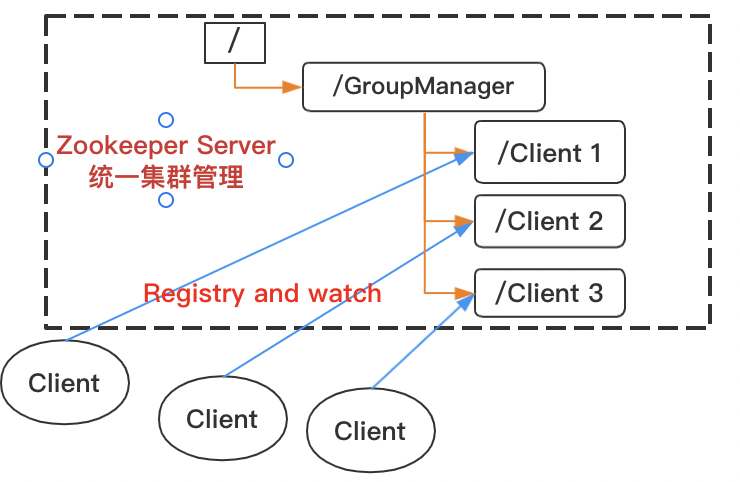 /
/GroupManager
Zookeeper Server
统一集群管理
/Client 1
/Client 2
/Client 3
Registry and watch
Client
Client
Client